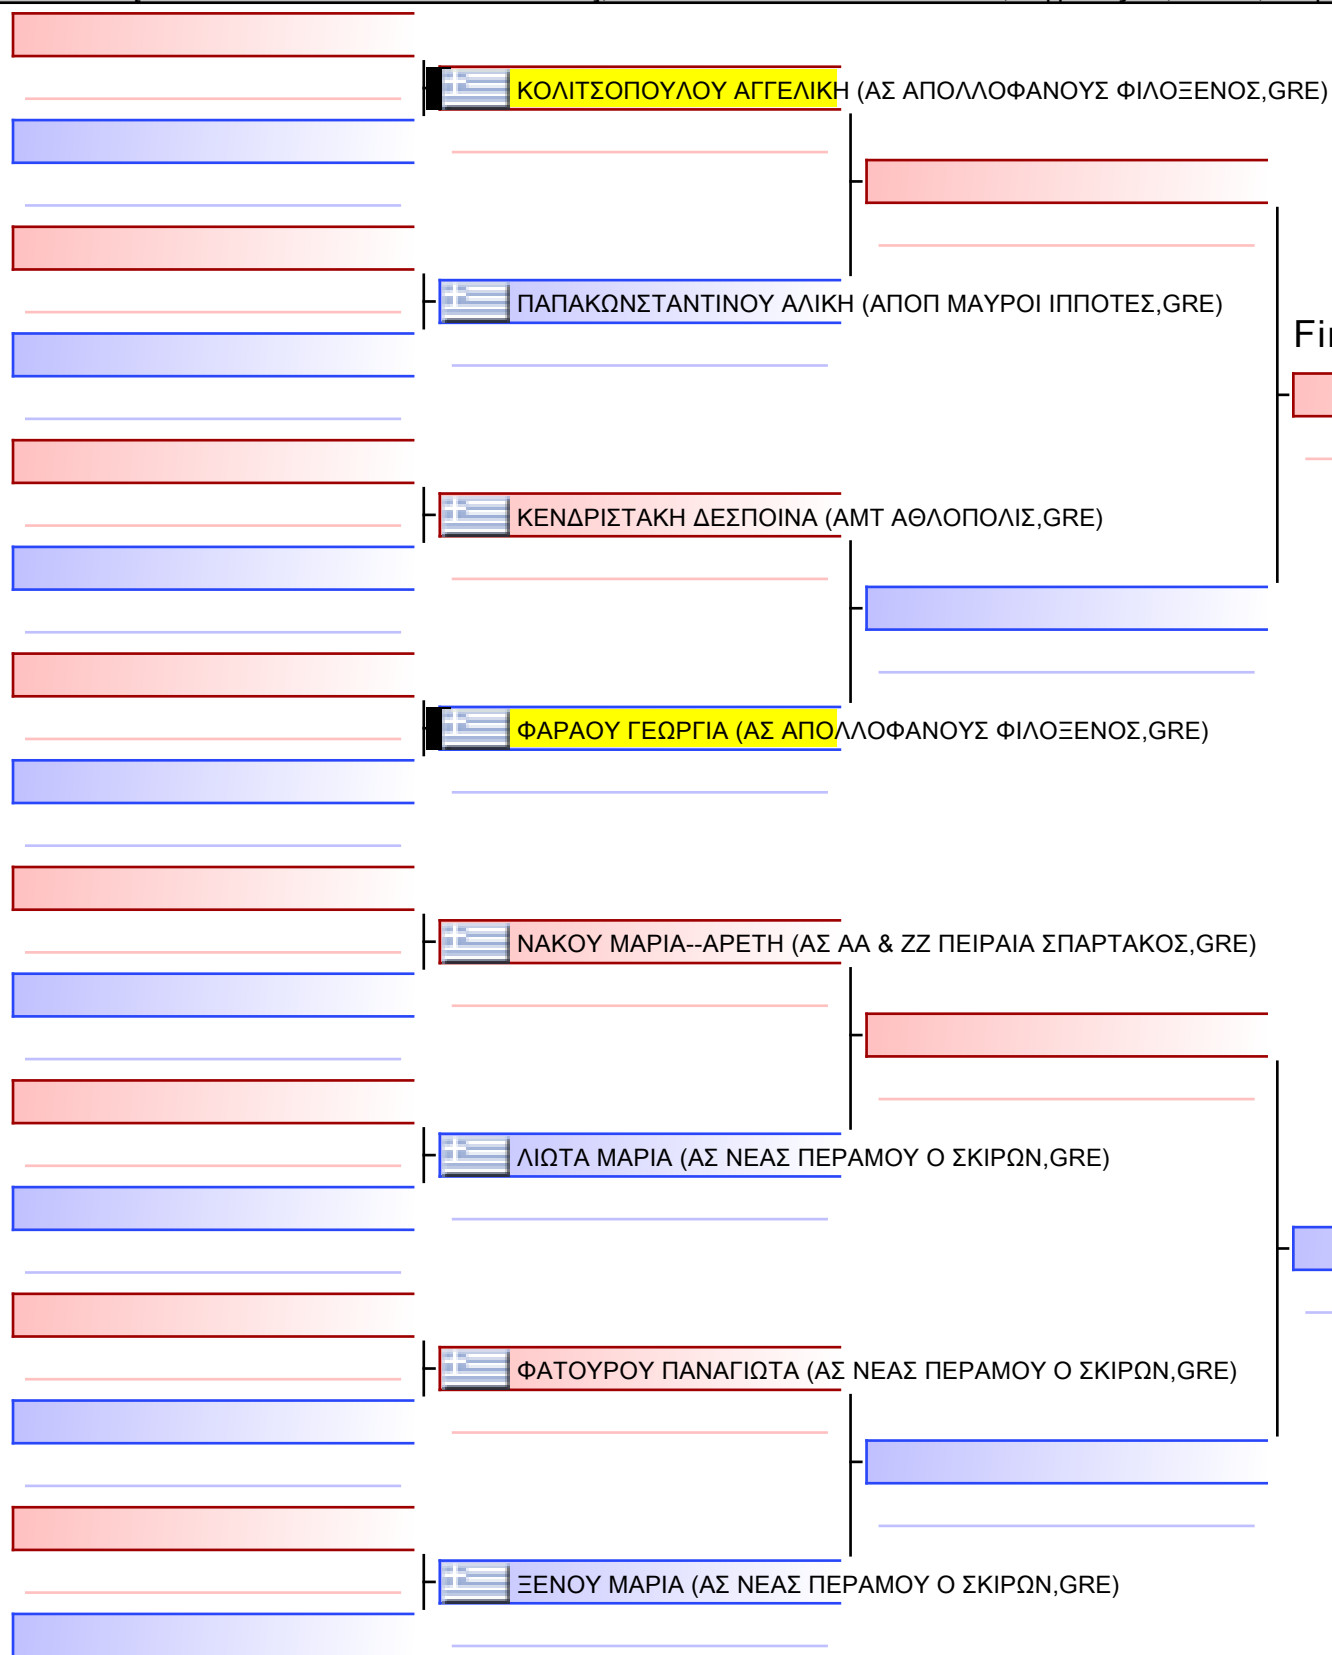 ΚΟΛΙΤΣΟΠΟΥΛΟΥ ΑΓΓΕΛΙΚΗ (ΑΣ ΑΠΟΛΛΟΦΑΝΟΥΣ ΦΙΛΟΞΕΝΟΣ,GRE)
ΠΑΠΑΚΩΝΣΤΑΝΤΙΝΟΥ ΑΛΙΚΗ (ΑΠΟΠ ΜΑΥΡΟΙ ΙΠΠΟΤΕΣ,GRE)
ΚΕΝΔΡΙΣΤΑΚΗ ΔΕΣΠΟΙΝΑ (ΑΜΤ ΑΘΛΟΠΟΛΙΣ,GRE)
ΦΑΡΑΟΥ ΓΕΩΡΓΙΑ (ΑΣ ΑΠΟΛΛΟΦΑΝΟΥΣ ΦΙΛΟΞΕΝΟΣ,GRE)
ΝΑΚΟΥ ΜΑΡΙΑ--ΑΡΕΤΗ (ΑΣ ΑΑ & ΖΖ ΠΕΙΡΑΙΑ ΣΠΑΡΤΑΚΟΣ,GRE)
ΛΙΩΤΑ ΜΑΡΙΑ (ΑΣ ΝΕΑΣ ΠΕΡΑΜΟΥ Ο ΣΚΙΡΩΝ,GRE)
ΦΑΤΟΥΡΟΥ ΠΑΝΑΓΙΩΤΑ (ΑΣ ΝΕΑΣ ΠΕΡΑΜΟΥ Ο ΣΚΙΡΩΝ,GRE)
ΞΕΝΟΥ ΜΑΡΙΑ (ΑΣ ΝΕΑΣ ΠΕΡΑΜΟΥ Ο ΣΚΙΡΩΝ,GRE)